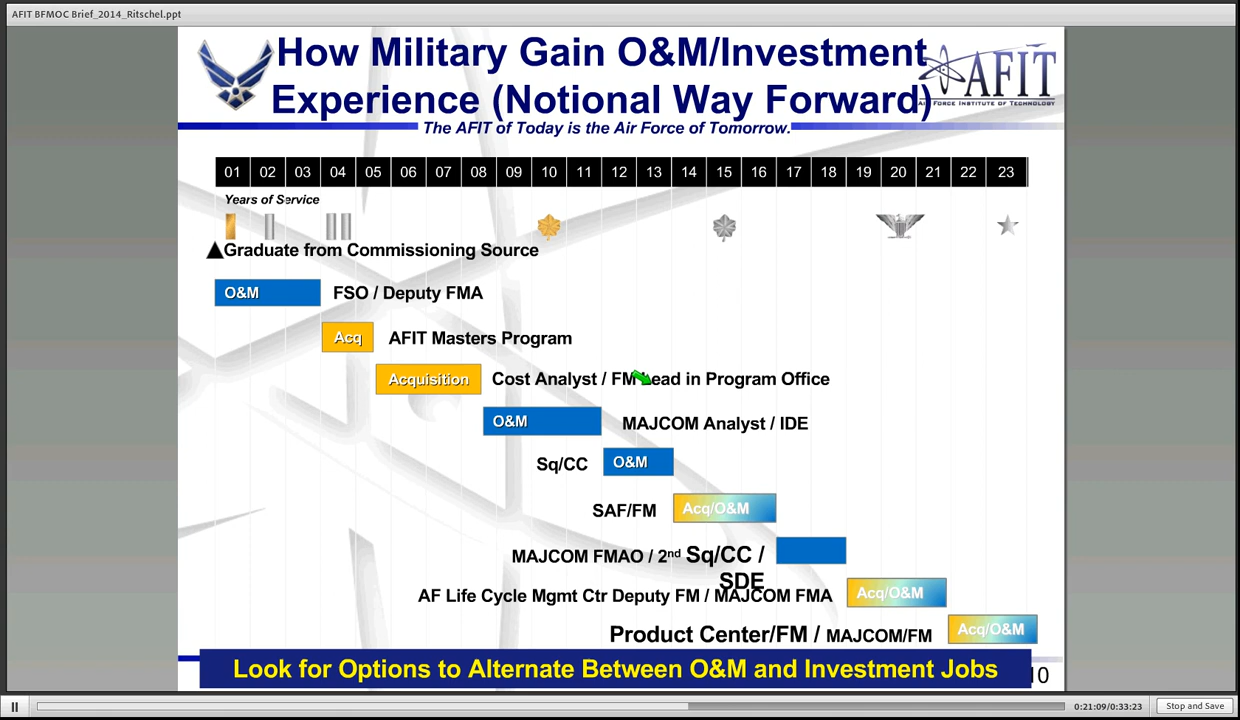 AFIT BFMOC Brief_2014_Ritschel.ppt
How Military Gain O&M/Investment
Experience (Notional Way Forward)
AFIT
AIR FORCE INSTITUTE OF TECHNOLOGY
The AFIT of Today is the Air Force of Tomorrow.
01 02 03 04 05 06 07 08 09 10 11 12 13 14 15 16 17 18 19 20 21 22 23
Years of Service
Graduate from Commissioning Source
O&M FSO / Deputy FMA
Acq AFIT Masters Program
Acquisition Cost Analyst / FM Lead in Program Office
O&M MAJCOM Analyst / IDE
Sq/CC O&M
SAF/FM Acq/O&M
MAJCOM FMAO / 2nd Sq/CC /
SDE
AF Life Cycle Mgmt Ctr Deputy FM / MAJCOM FMA Acq/O&M
Product Center/FM / MAJCOM/FM Acq/O&M
Look for Options to Alternate Between O&M and Investment Jobs
10
0:21:09/0:33:23
Stop and Save